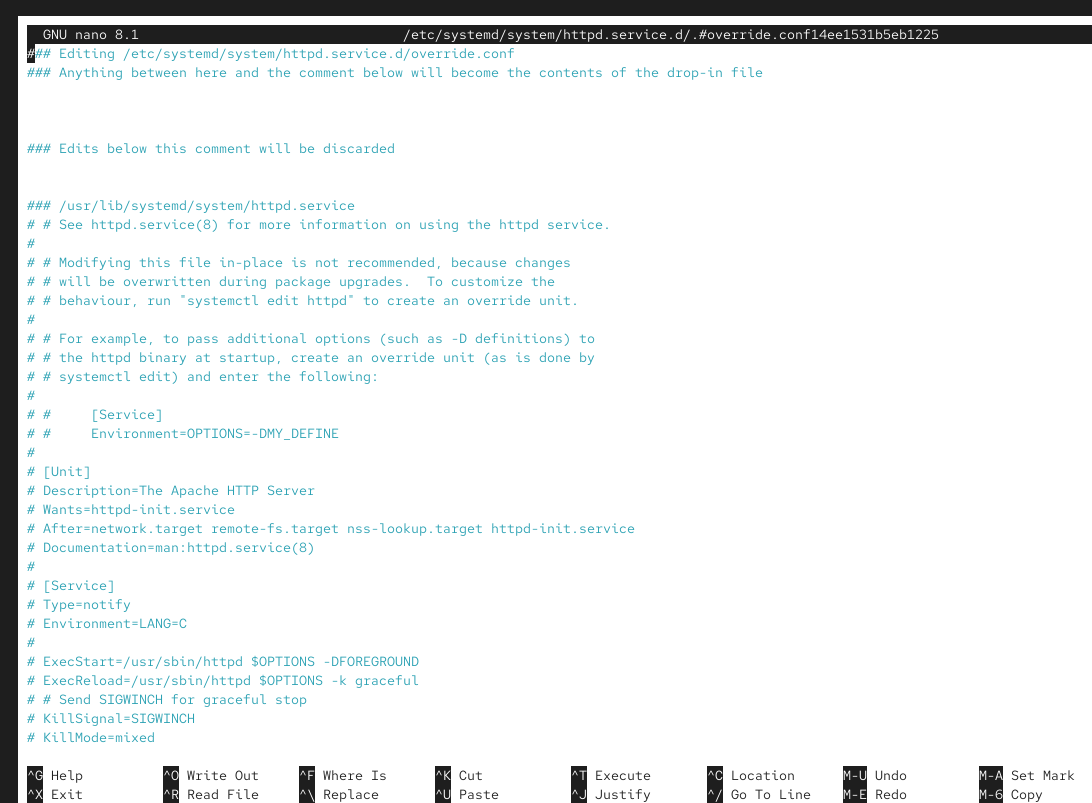 GNU nano 8.1 /etc/systemd/system/httpd.service.d/.#override.conf14ee1531b5eb1225
### Editing /etc/systemd/system/httpd.service.d/override.conf
### Anything between here and the comment below will become the contents of the drop-in file
### Edits below this comment will be discarded
### /usr/lib/systemd/system/httpd.service
# # See httpd.service(8) for more information on using the httpd service.
#
# # Modifying this file in-place is not recommended, because changes
# # will be overwritten during package upgrades.  To customize the
# # behaviour, run "systemctl edit httpd" to create an override unit.
#
# # For example, to pass additional options (such as -D definitions) to
# # the httpd binary at startup, create an override unit (as is done by
# # systemctl edit) and enter the following:
#
# #     [Service]
# #     Environment=OPTIONS=-DMY_DEFINE
#
# [Unit]
# Description=The Apache HTTP Server
# Wants=httpd-init.service
# After=network.target remote-fs.target nss-lookup.target httpd-init.service
# Documentation=man:httpd.service(8)
#
# [Service]
# Type=notify
# Environment=LANG=C
#
# ExecStart=/usr/sbin/httpd $OPTIONS -DFOREGROUND
# ExecReload=/usr/sbin/httpd $OPTIONS -k graceful
# # Send SIGWINCH for graceful stop
# KillSignal=SIGWINCH
# KillMode=mixed
^G Help ^O Write Out ^F Where Is ^K Cut ^T Execute ^C Location M-U Undo M-A Set Mark
^X Exit ^R Read File ^\ Replace ^U Paste ^J Justify ^/ Go To Line M-E Redo M-6 Copy